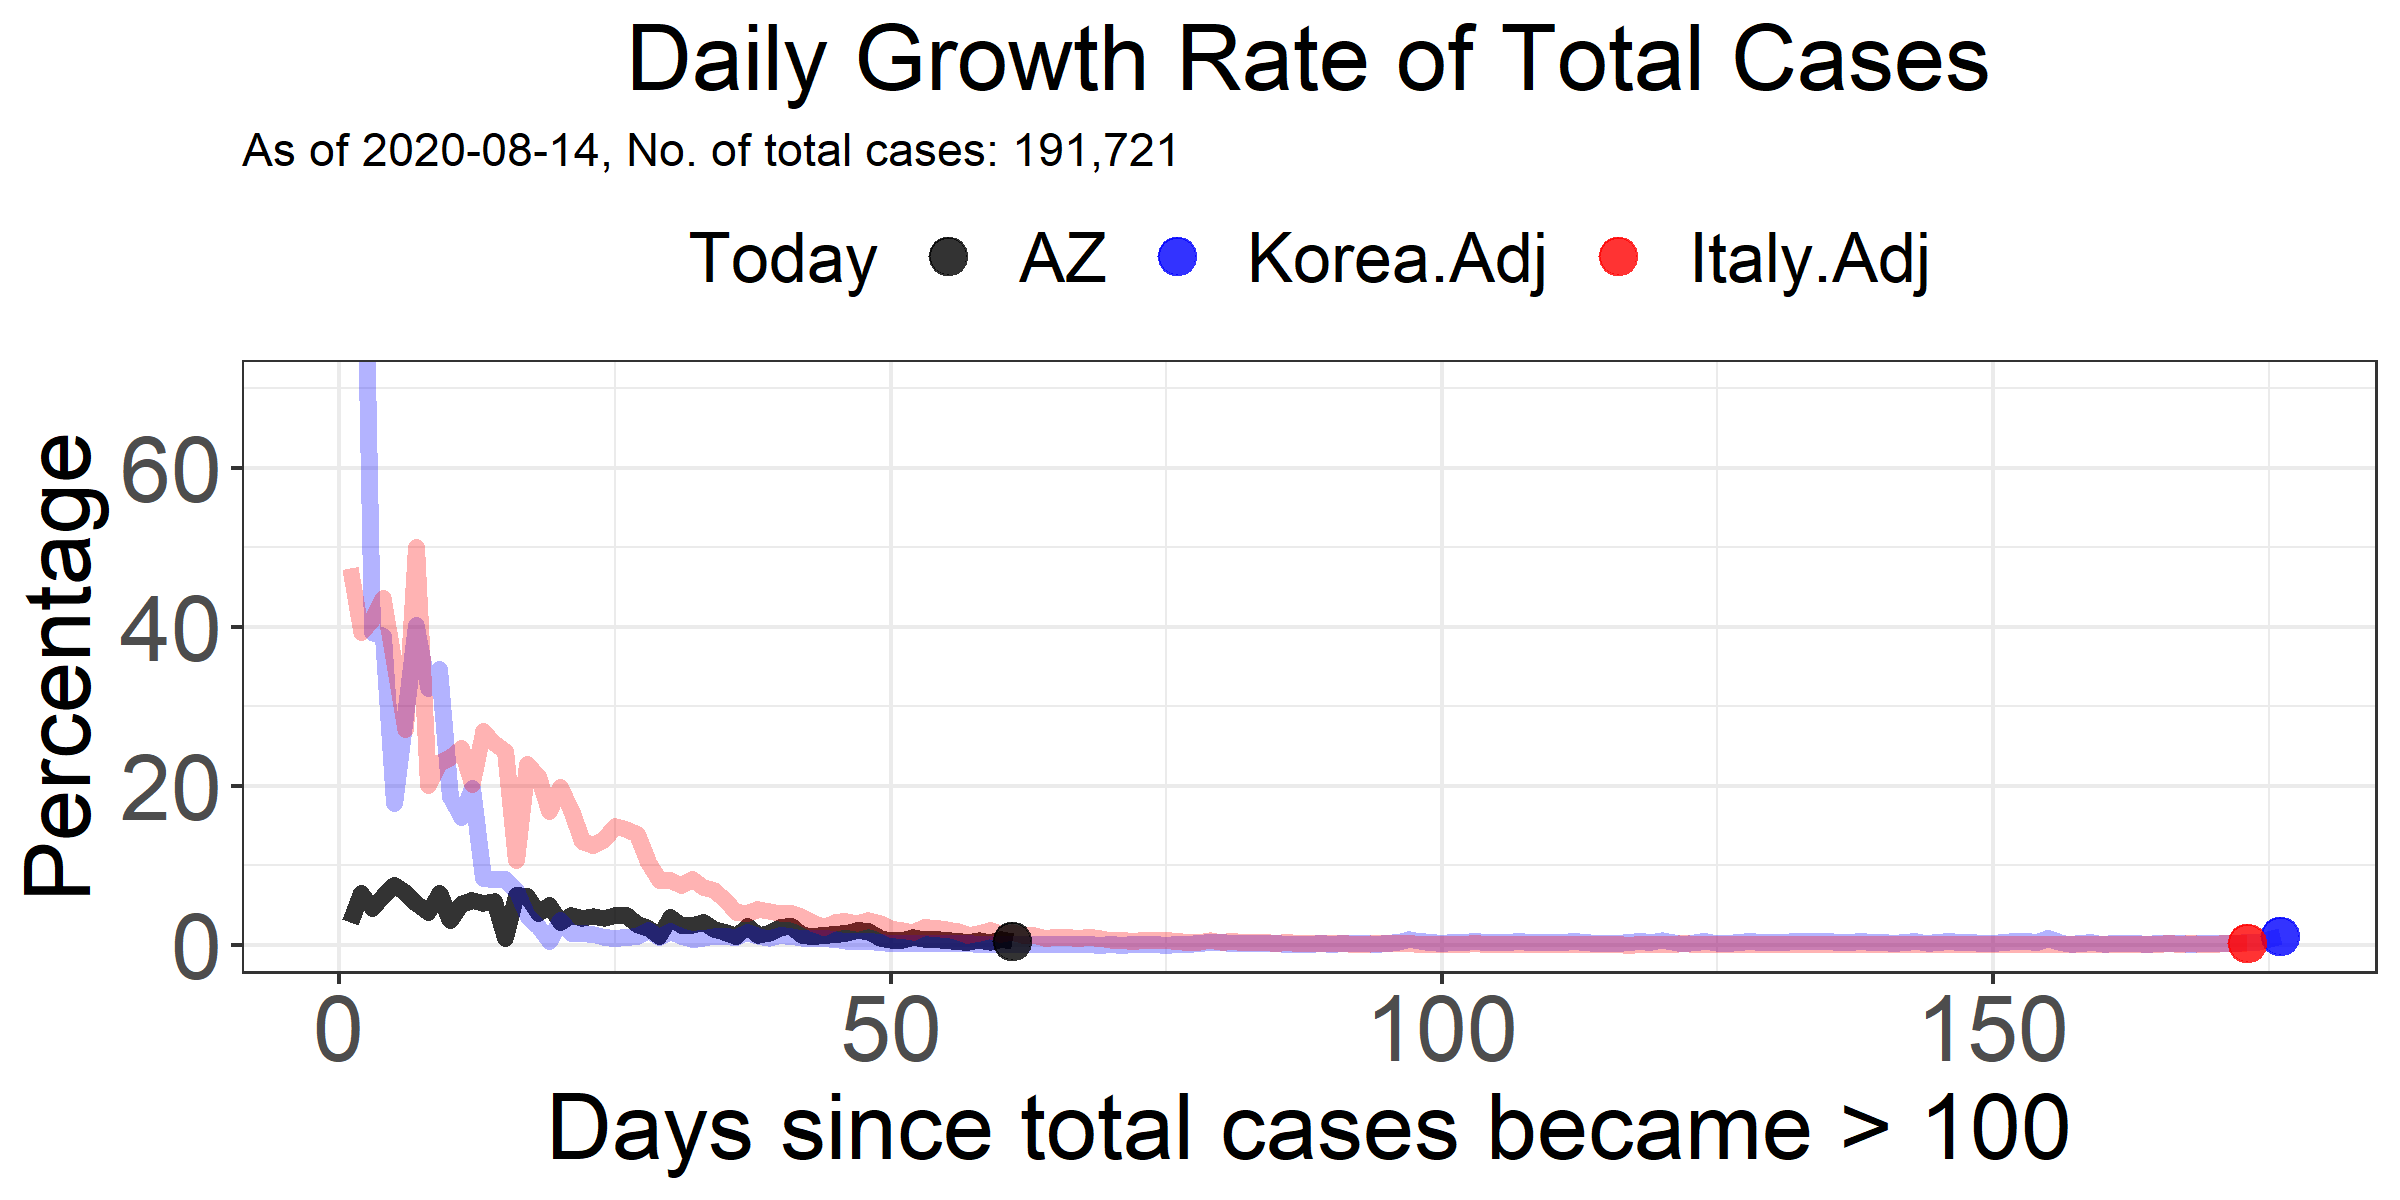 Daily Growth Rate of Total Cases
As of 2020-08-14, No. of total cases: 191,721
Today AZ Korea.Adj Italy.Adj
Percentage
60
40
20
0
0 50 100 150
Days since total cases became > 100